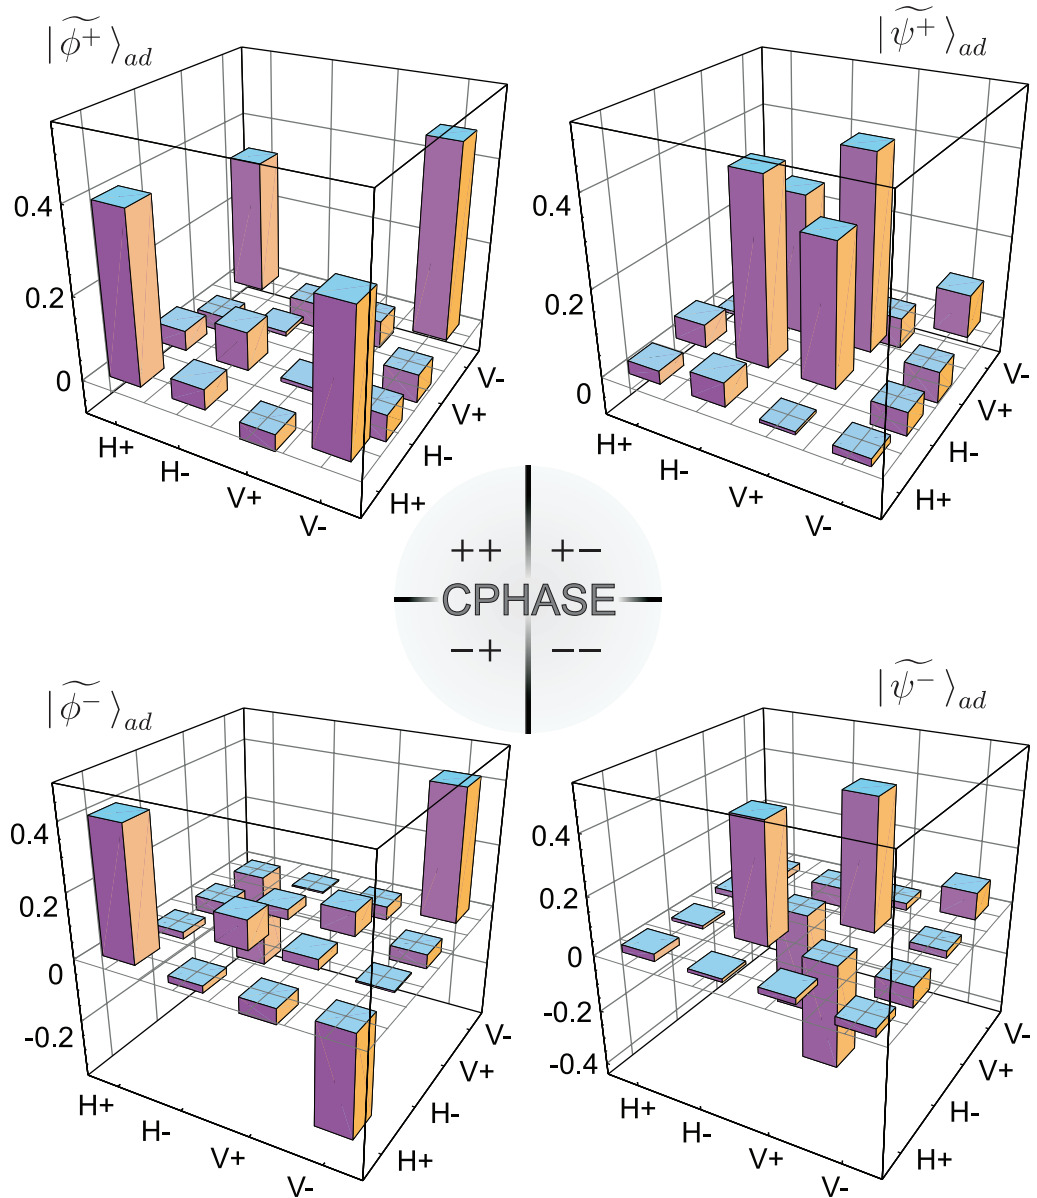 | ϕ̃⁺ ⟩ad
| ψ̃⁺ ⟩ad
0.4
0.2
0
H+
H-
V+
V-
H+
H-
V+
V-
0.4
0.2
0
H+
H-
V+
V-
H+
H-
V+
V-
++ +−
CPHASE
−+ −−
| ϕ̃⁻ ⟩ad
| ψ̃⁻ ⟩ad
0.4
0.2
0
-0.2
H+
H-
V+
V-
H+
H-
V+
V-
0.4
0.2
0
-0.2
-0.4
H+
H-
V+
V-
H+
H-
V+
V-